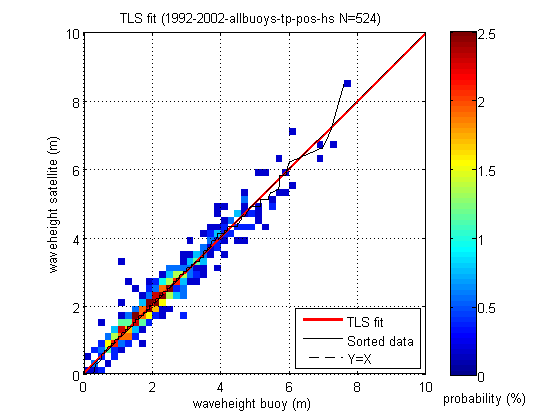 TLS fit (1992-2002-allbuoys-tp-pos-hs N=524)
10
8
6
4
2
0
waveheight satellite (m)
0 2 4 6 8 10
waveheight buoy (m)
TLS fit
Sorted data
Y=X
2.5
2
1.5
1
0.5
0
probability (%)